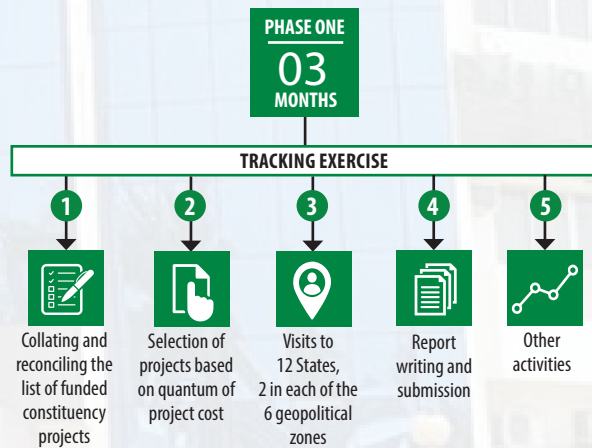 PHASE ONE
03
MONTHS
TRACKING EXERCISE
1
Collating and
reconciling the
list of funded
constituency
projects
2
Selection of
projects based
on quantum of
project cost
3
Visits to
12 States,
2 in each of the
6 geopolitical
zones
4
Report
writing and
submission
5
Other
activities